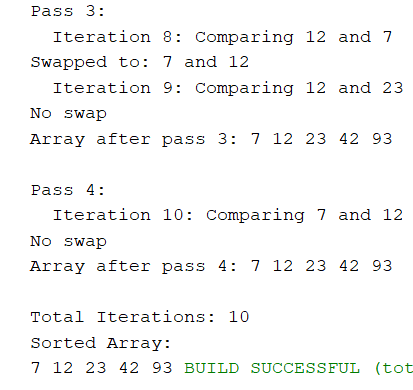 Pass 3:
  Iteration 8: Comparing 12 and 7
Swapped to: 7 and 12
  Iteration 9: Comparing 12 and 23
No swap
Array after pass 3: 7 12 23 42 93

Pass 4:
  Iteration 10: Comparing 7 and 12
No swap
Array after pass 4: 7 12 23 42 93

Total Iterations: 10
Sorted Array:
7 12 23 42 93 BUILD SUCCESSFUL (tot